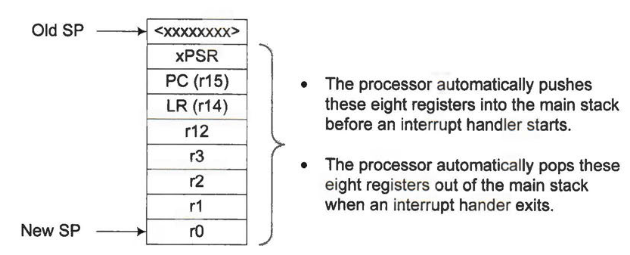 Old SP
<xxxxxxxx>
xPSR
PC (r15)
LR (r14)
r12
r3
r2
r1
New SP
r0
• The processor automatically pushes
these eight registers into the main stack
before an interrupt handler starts.
• The processor automatically pops these
eight registers out of the main stack
when an interrupt hander exits.